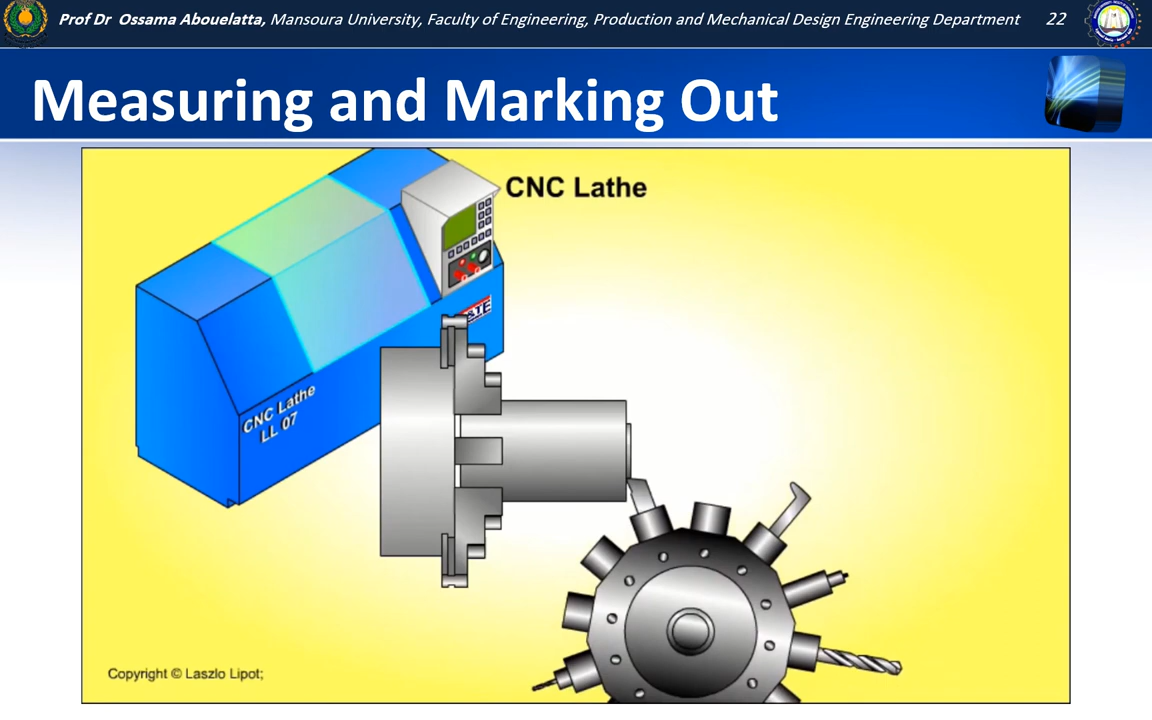 Prof Dr Ossama Abouelatta, Mansoura University, Faculty of Engineering, Production and Mechanical Design Engineering Department 22
Measuring and Marking Out
CNC Lathe
&TE
CNC Lathe
LL 07
Copyright © Laszlo Lipot;